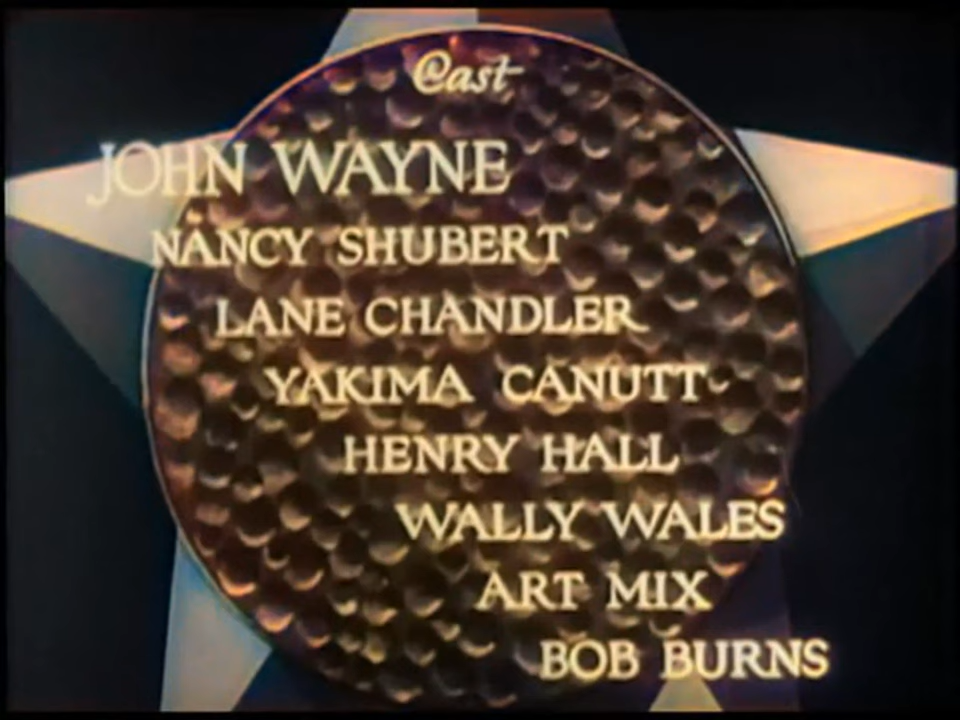 Cast
JOHN WAYNE
NANCY SHUBERT
LANE CHANDLER
YAKIMA CANUTT
HENRY HALL
WALLY WALES
ART MIX
BOB BURNS